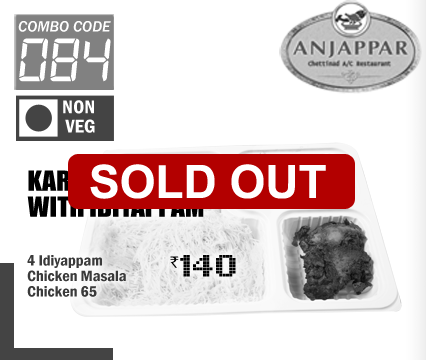 COMBO CODE
084
ANJAPPAR
Chettinad A/C Restaurant
NON
VEG
SOLD OUT
WITH IDIYAPPAM
₹140
4 Idiyappam
Chicken Masala
Chicken 65